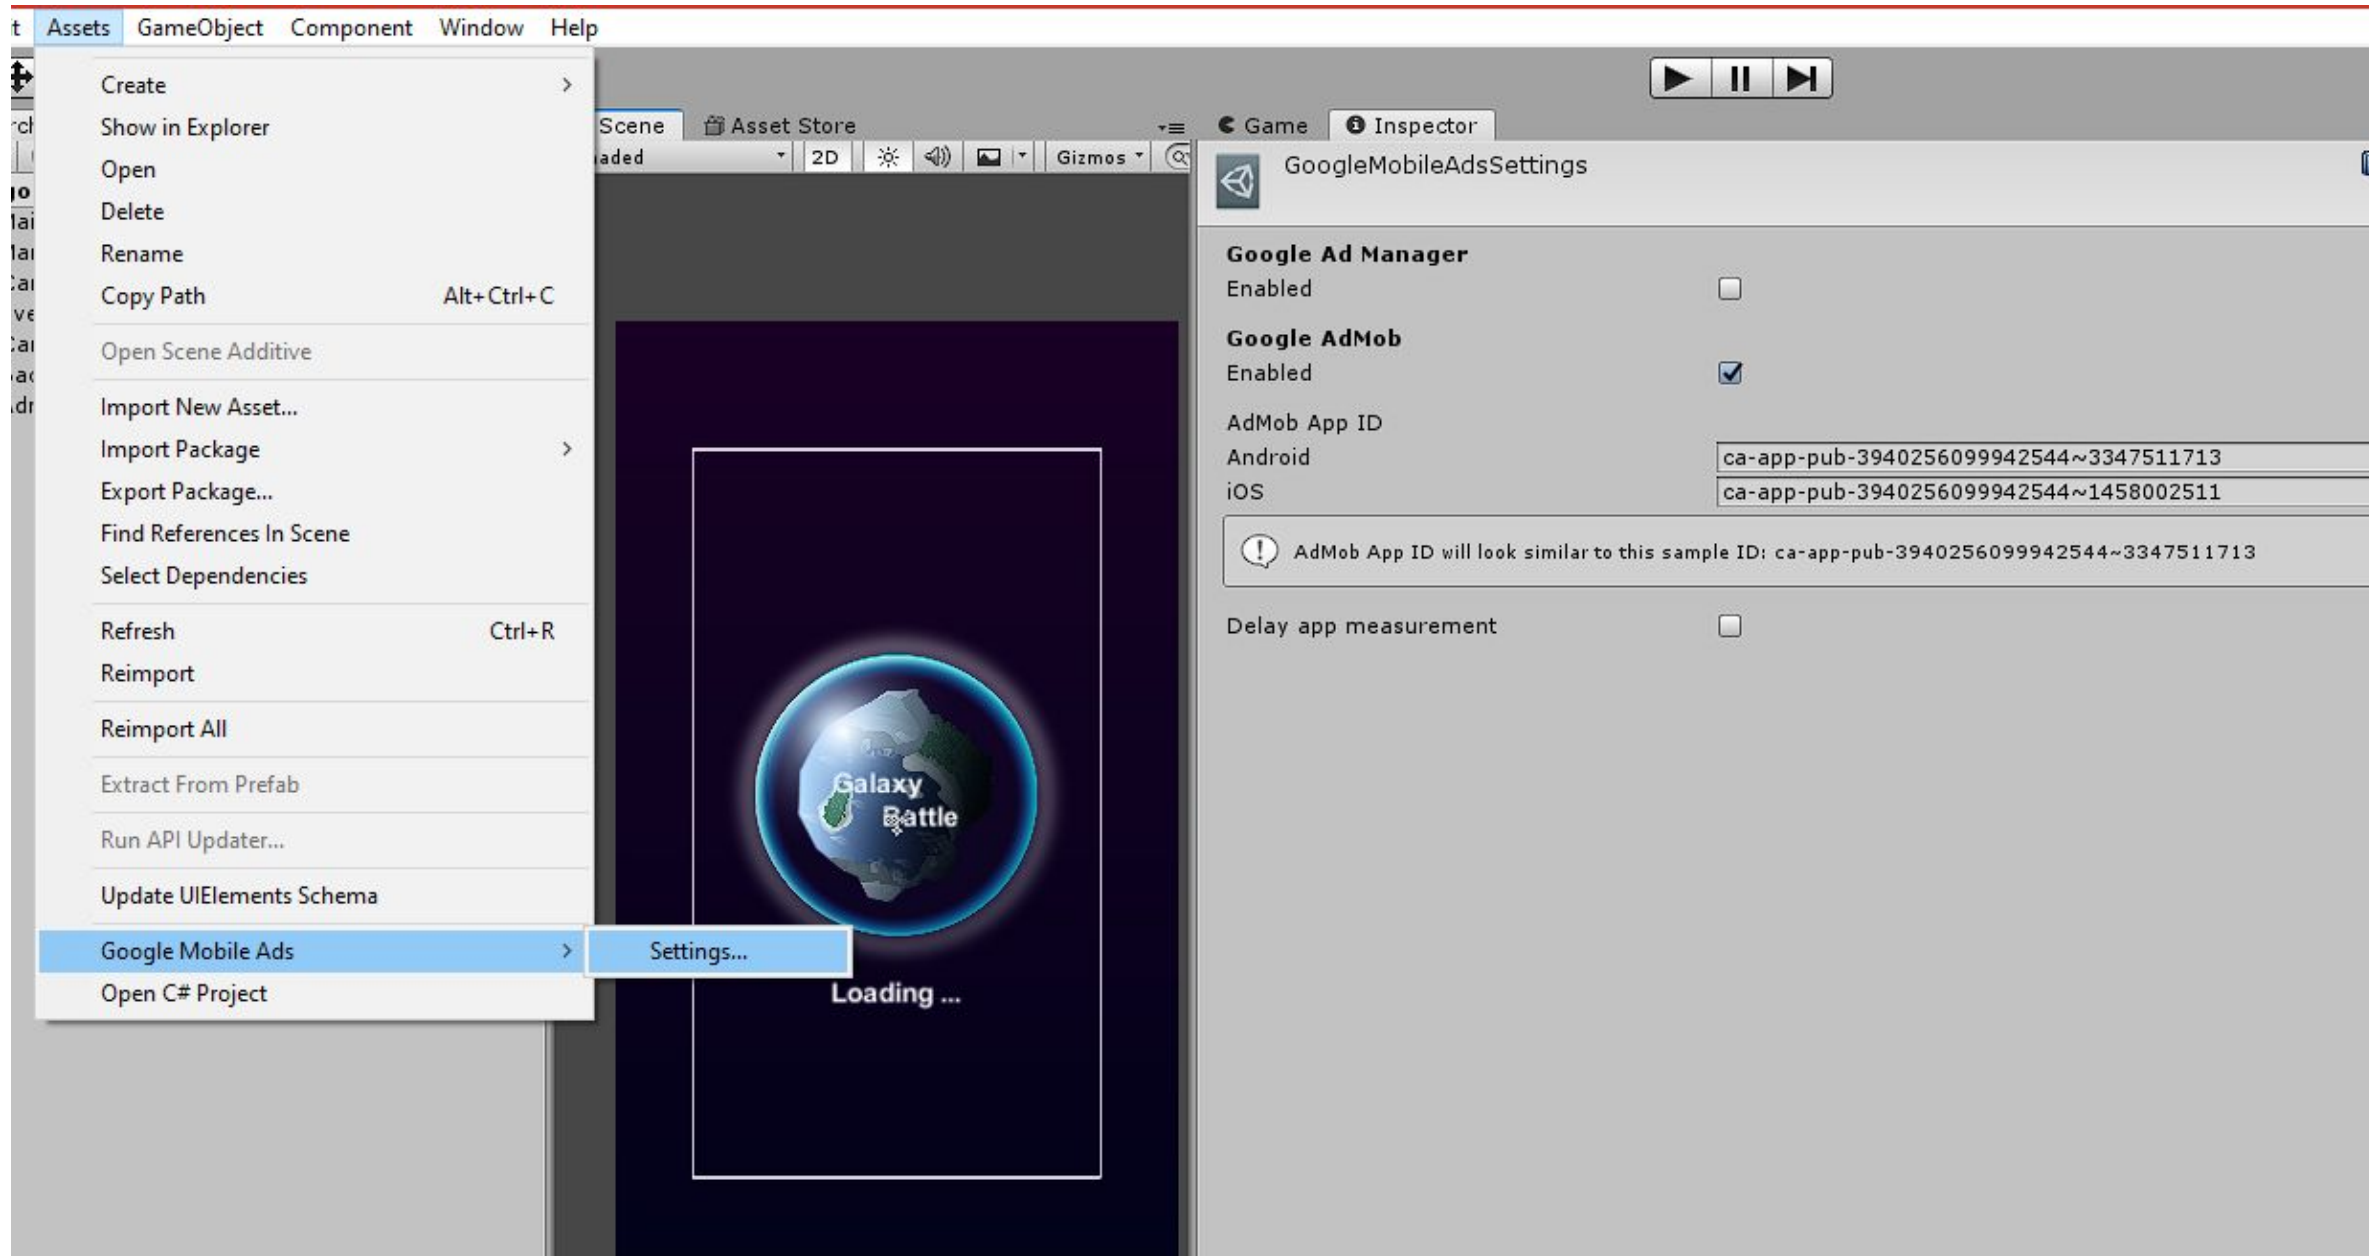 Assets GameObject Component Window Help
Create
Show in Explorer
Open
Delete
Rename
Copy Path Alt+Ctrl+C
Open Scene Additive
Import New Asset...
Import Package
Export Package...
Find References In Scene
Select Dependencies
Refresh Ctrl+R
Reimport
Reimport All
Extract From Prefab
Run API Updater...
Update UIElements Schema
Google Mobile Ads
Settings...
Open C# Project
Scene Asset Store
2D Gizmos
Galaxy
Battle
Loading ...
Game Inspector
GoogleMobileAdsSettings
Google Ad Manager
Enabled
Google AdMob
Enabled
AdMob App ID
Android ca-app-pub-3940256099942544~3347511713
iOS ca-app-pub-3940256099942544~1458002511
AdMob App ID will look similar to this sample ID: ca-app-pub-3940256099942544~3347511713
Delay app measurement